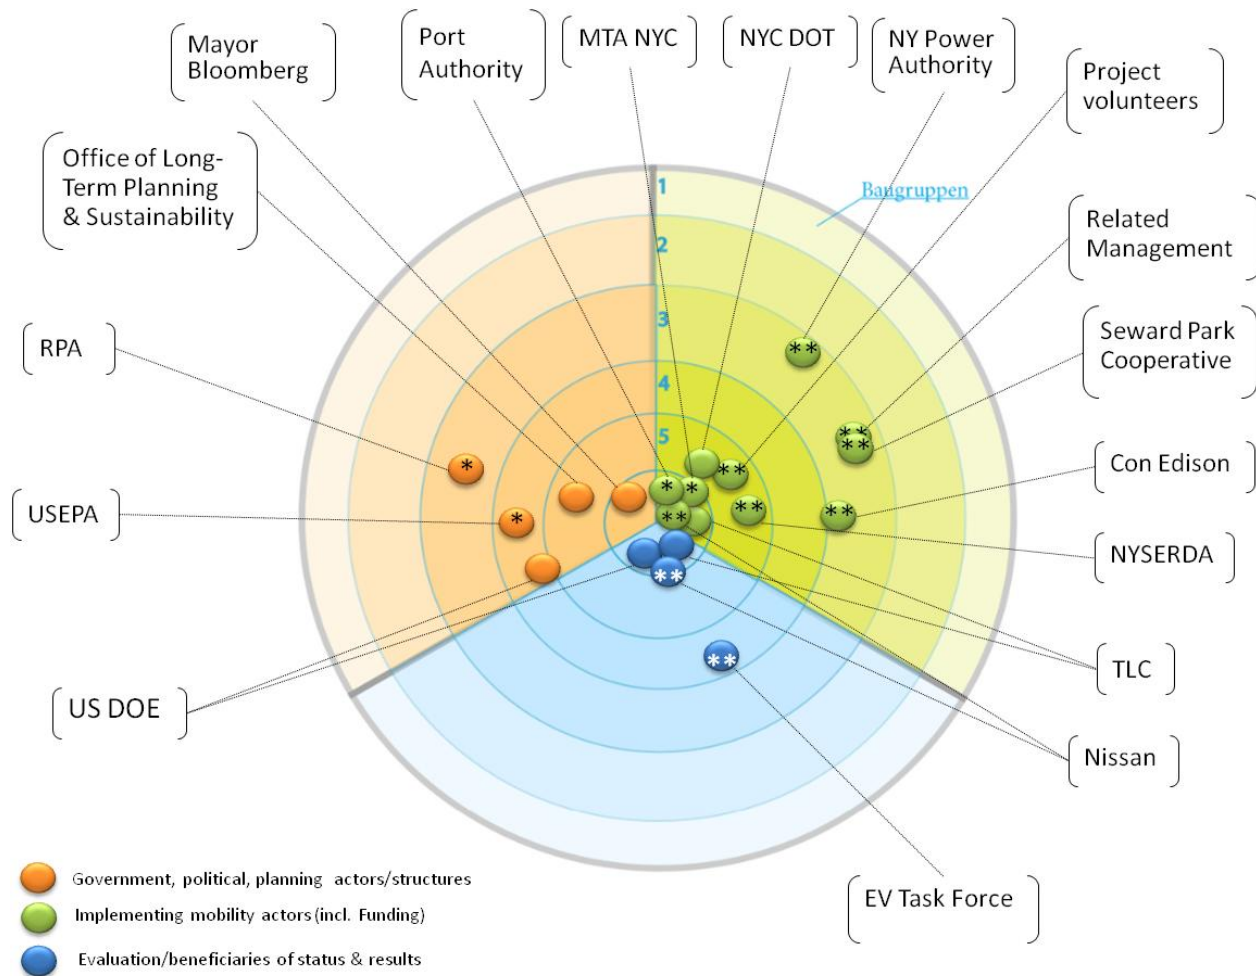 Mayor
Bloomberg
Port
Authority
MTA NYC
NYC DOT
NY Power
Authority
Project
volunteers
Office of Long-
Term Planning
& Sustainability
1
Baugruppen
2
Related
Management
3
RPA
Seward Park
Cooperative
**
4
5
**
**
*
**
Con Edison
*
*
**
**
USEPA
*
**
NYSERDA
**
**
TLC
US DOE
Nissan
EV Task Force
Government, political, planning actors/structures
Implementing mobility actors (incl. Funding)
Evaluation/beneficiaries of status & results